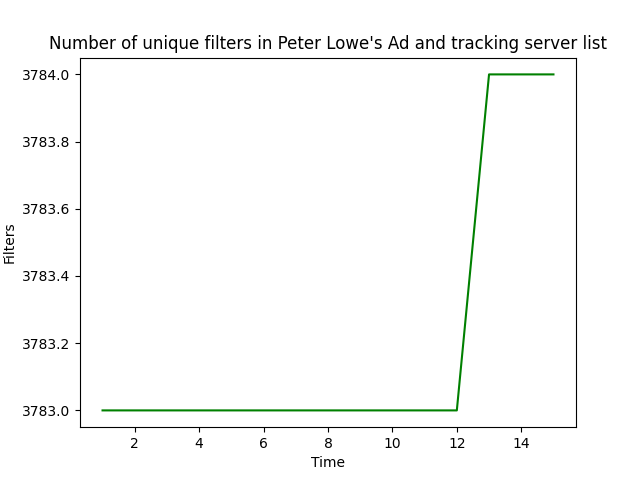 Number of unique filters in Peter Lowe's Ad and tracking server list
3784.0
3783.8
3783.6
3783.4
3783.2
3783.0
Filters
2 4 6 8 10 12 14
Time